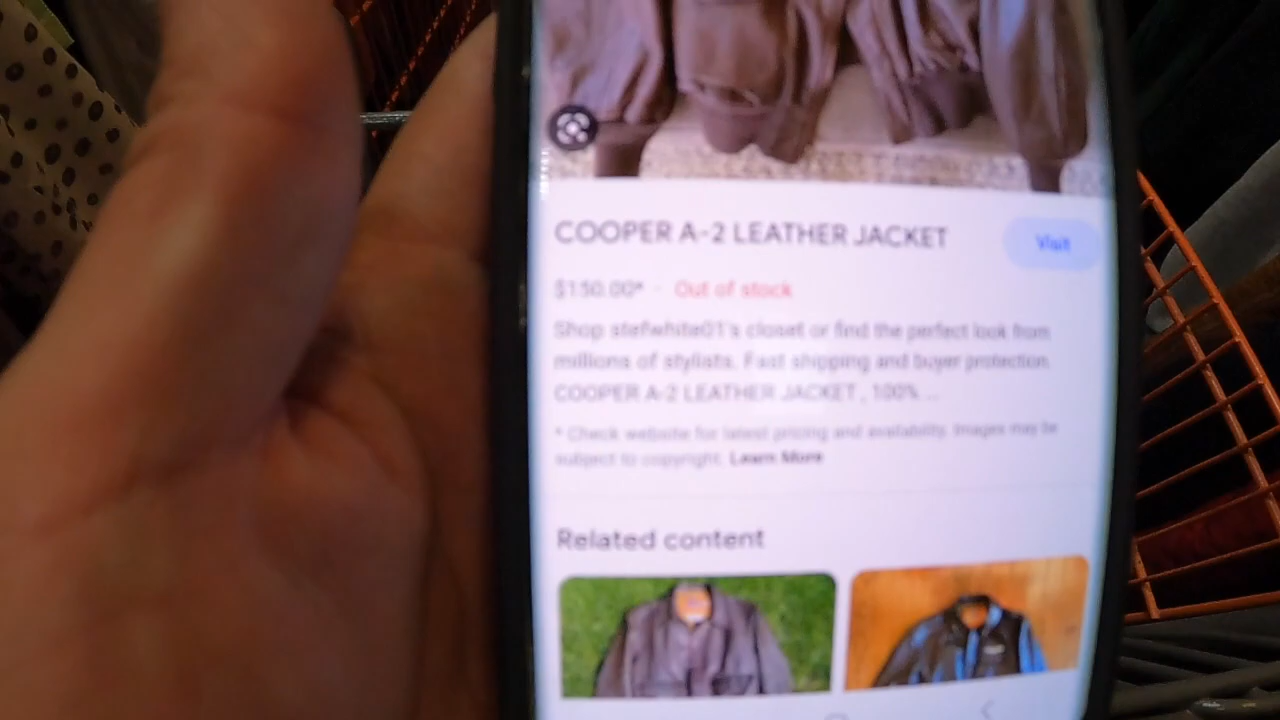 COOPER A-2 LEATHER JACKET
Visit
$150.00* · Out of stock
Shop stefwhite01's closet or find the perfect look from
millions of stylists. Fast shipping and buyer protection.
COOPER A-2 LEATHER JACKET , 100% ...
* Check website for latest pricing and availability. Images may be
subject to copyright. Learn More
Related content